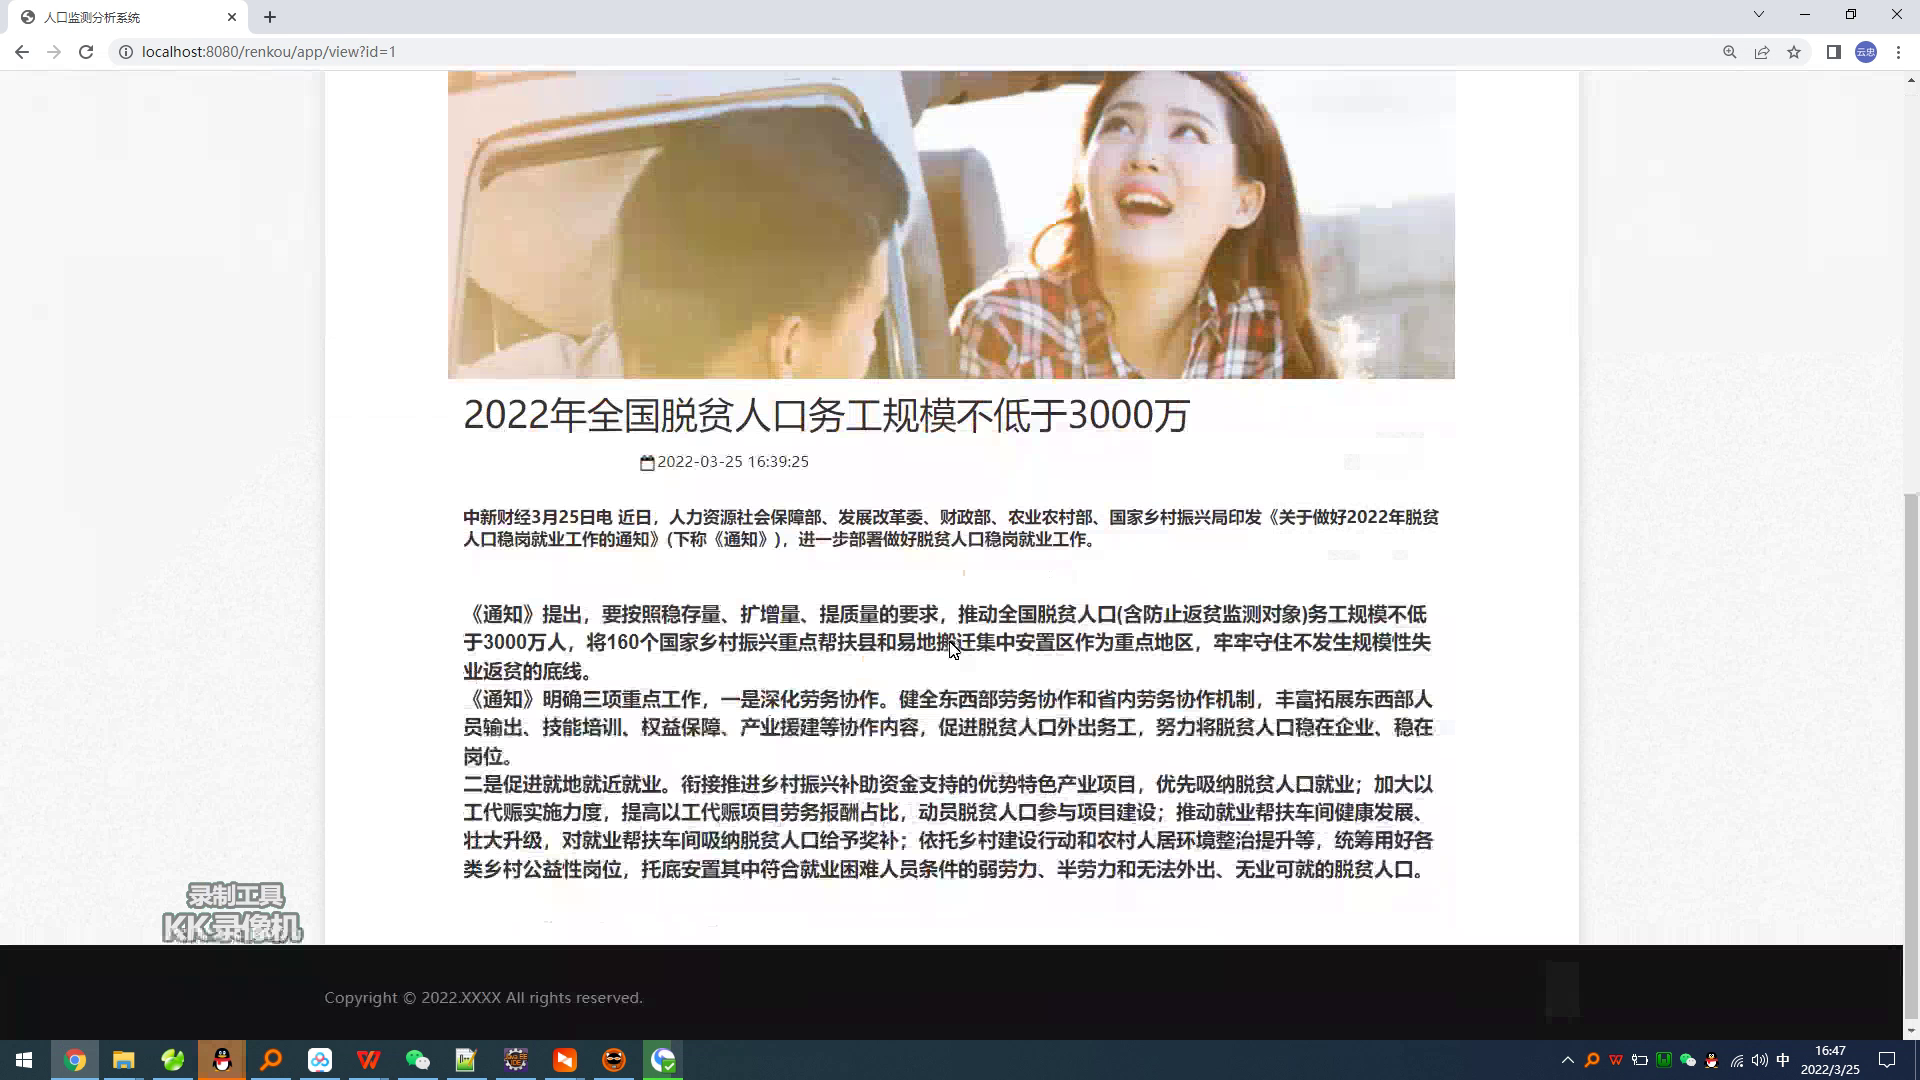 人口监测分析系统
localhost:8080/renkou/app/view?id=1
云忠
2022年全国脱贫人口务工规模不低于3000万
2022-03-25 16:39:25
中新财经3月25日电 近日，人力资源社会保障部、发展改革委、财政部、农业农村部、国家乡村振兴局印发《关于做好2022年脱贫
人口稳岗就业工作的通知》(下称《通知》)，进一步部署做好脱贫人口稳岗就业工作。
《通知》提出，要按照稳存量、扩增量、提质量的要求，推动全国脱贫人口(含防止返贫监测对象)务工规模不低
于3000万人，将160个国家乡村振兴重点帮扶县和易地搬迁集中安置区作为重点地区，牢牢守住不发生规模性失
业返贫的底线。
《通知》明确三项重点工作，一是深化劳务协作。健全东西部劳务协作和省内劳务协作机制，丰富拓展东西部人
员输出、技能培训、权益保障、产业援建等协作内容，促进脱贫人口外出务工，努力将脱贫人口稳在企业、稳在
岗位。
二是促进就地就近就业。衔接推进乡村振兴补助资金支持的优势特色产业项目，优先吸纳脱贫人口就业；加大以
工代赈实施力度，提高以工代赈项目劳务报酬占比，动员脱贫人口参与项目建设；推动就业帮扶车间健康发展、
壮大升级，对就业帮扶车间吸纳脱贫人口给予奖补；依托乡村建设行动和农村人居环境整治提升等，统筹用好各
类乡村公益性岗位，托底安置其中符合就业困难人员条件的弱劳力、半劳力和无法外出、无业可就的脱贫人口。
录制工具
KK录像机
Copyright © 2022.XXXX All rights reserved.
中
16:47
2022/3/25